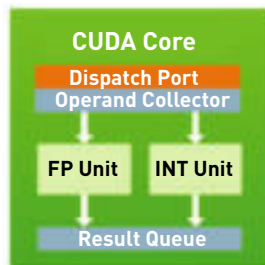 CUDA Core
Dispatch Port
Operand Collector
FP Unit INT Unit
Result Queue